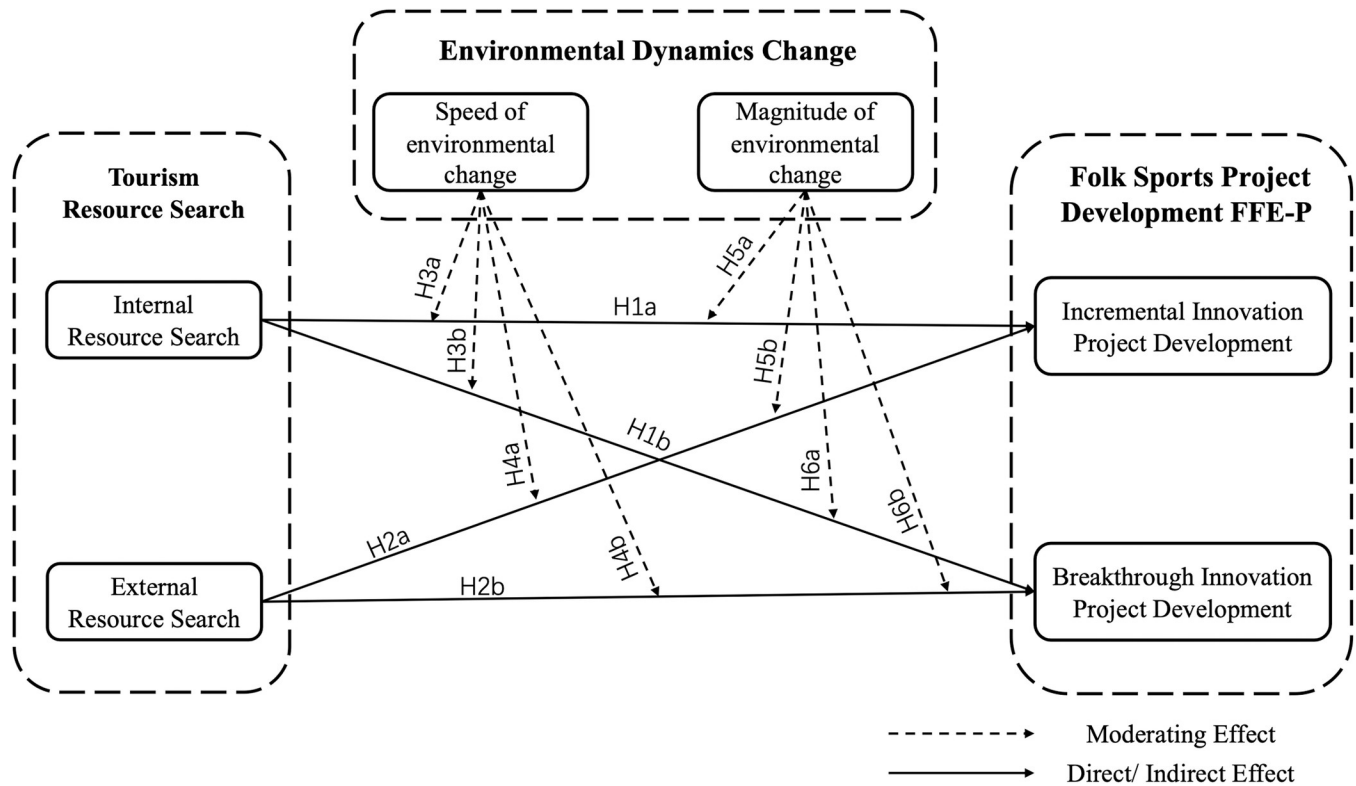 Environmental Dynamics Change
Speed of
environmental
change
Magnitude of
environmental
change
Tourism
Resource Search
Internal
Resource Search
External
Resource Search
Folk Sports Project
Development FFE-P
Incremental Innovation
Project Development
Breakthrough Innovation
Project Development
H3a
H5a
H1a
H3b
H5b
H1b
H4a
H6a
H6b
H2a
H4b
H2b
Moderating Effect
Direct/ Indirect Effect